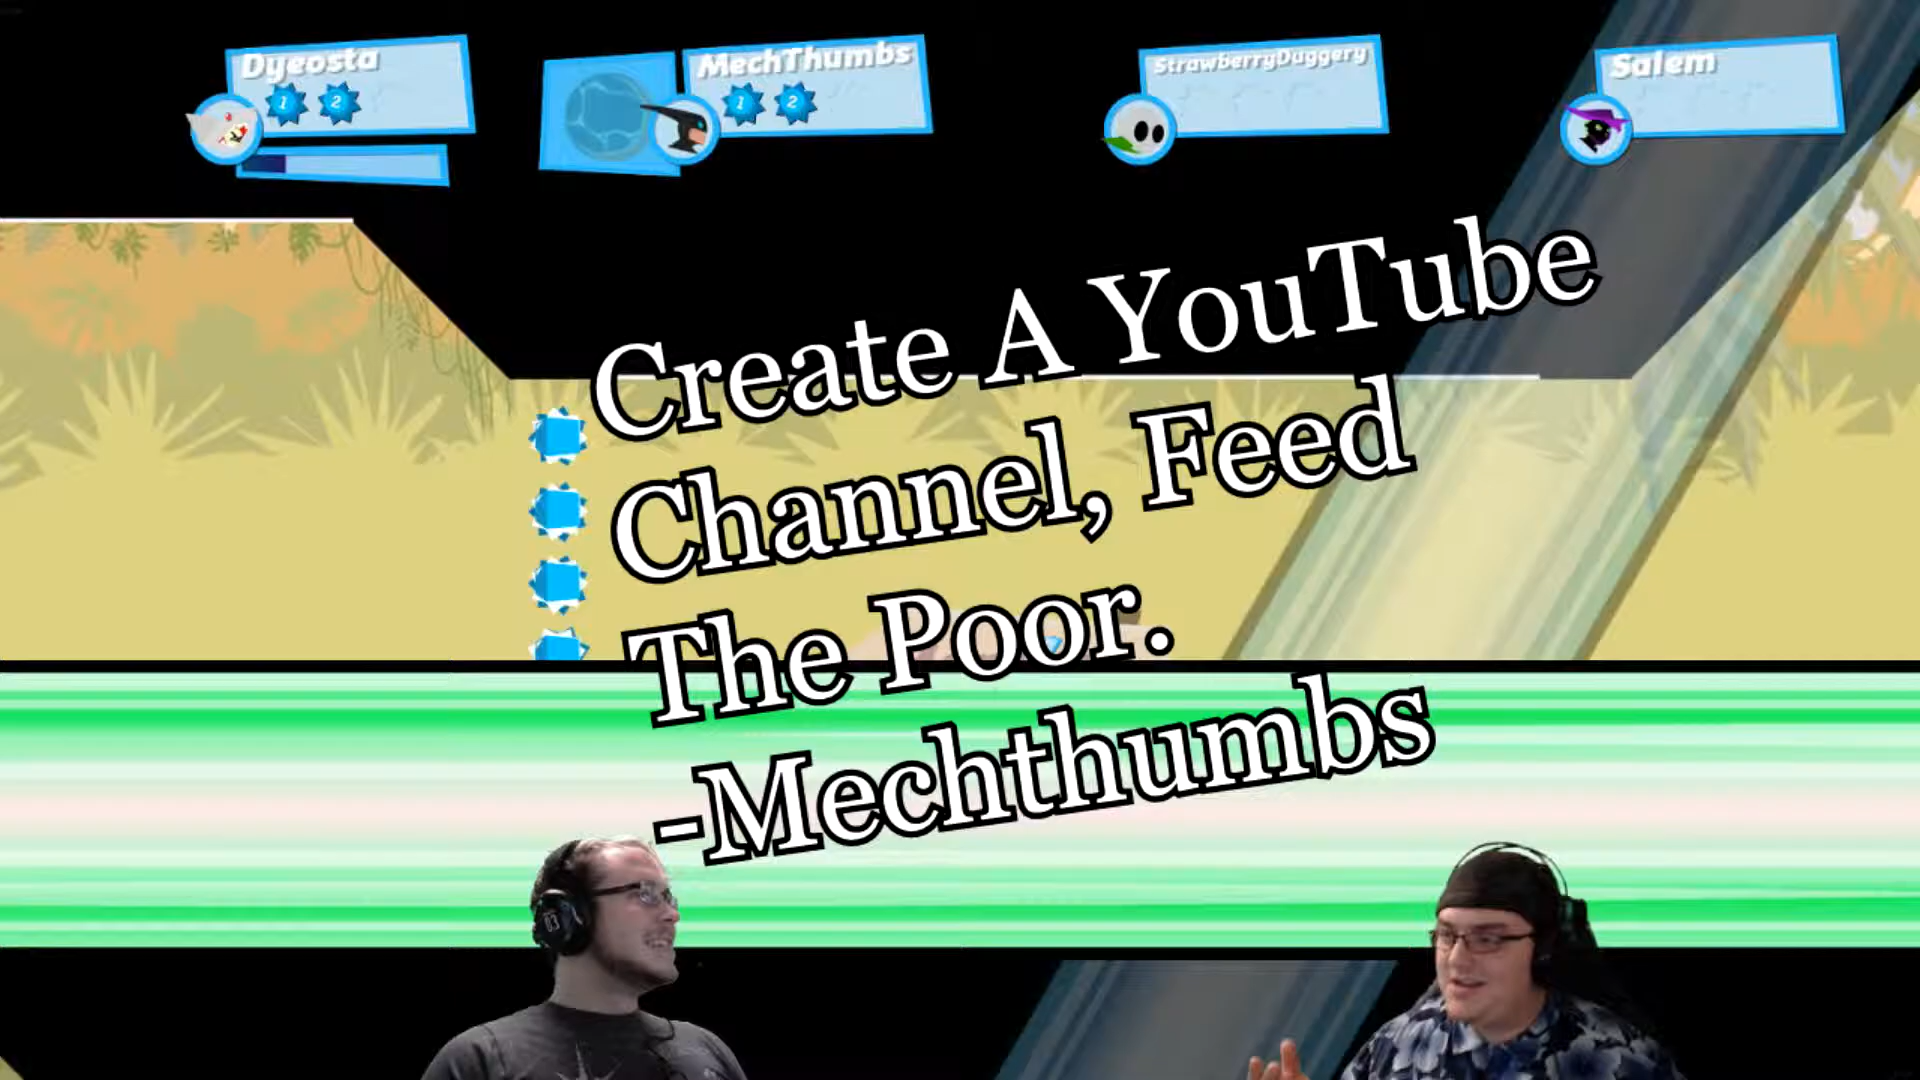 Dyeosta
1 2
MechThumbs
1 2
StrawberryDuggery
Salem
Create A YouTube
Channel, Feed
The Poor.
-Mechthumbs